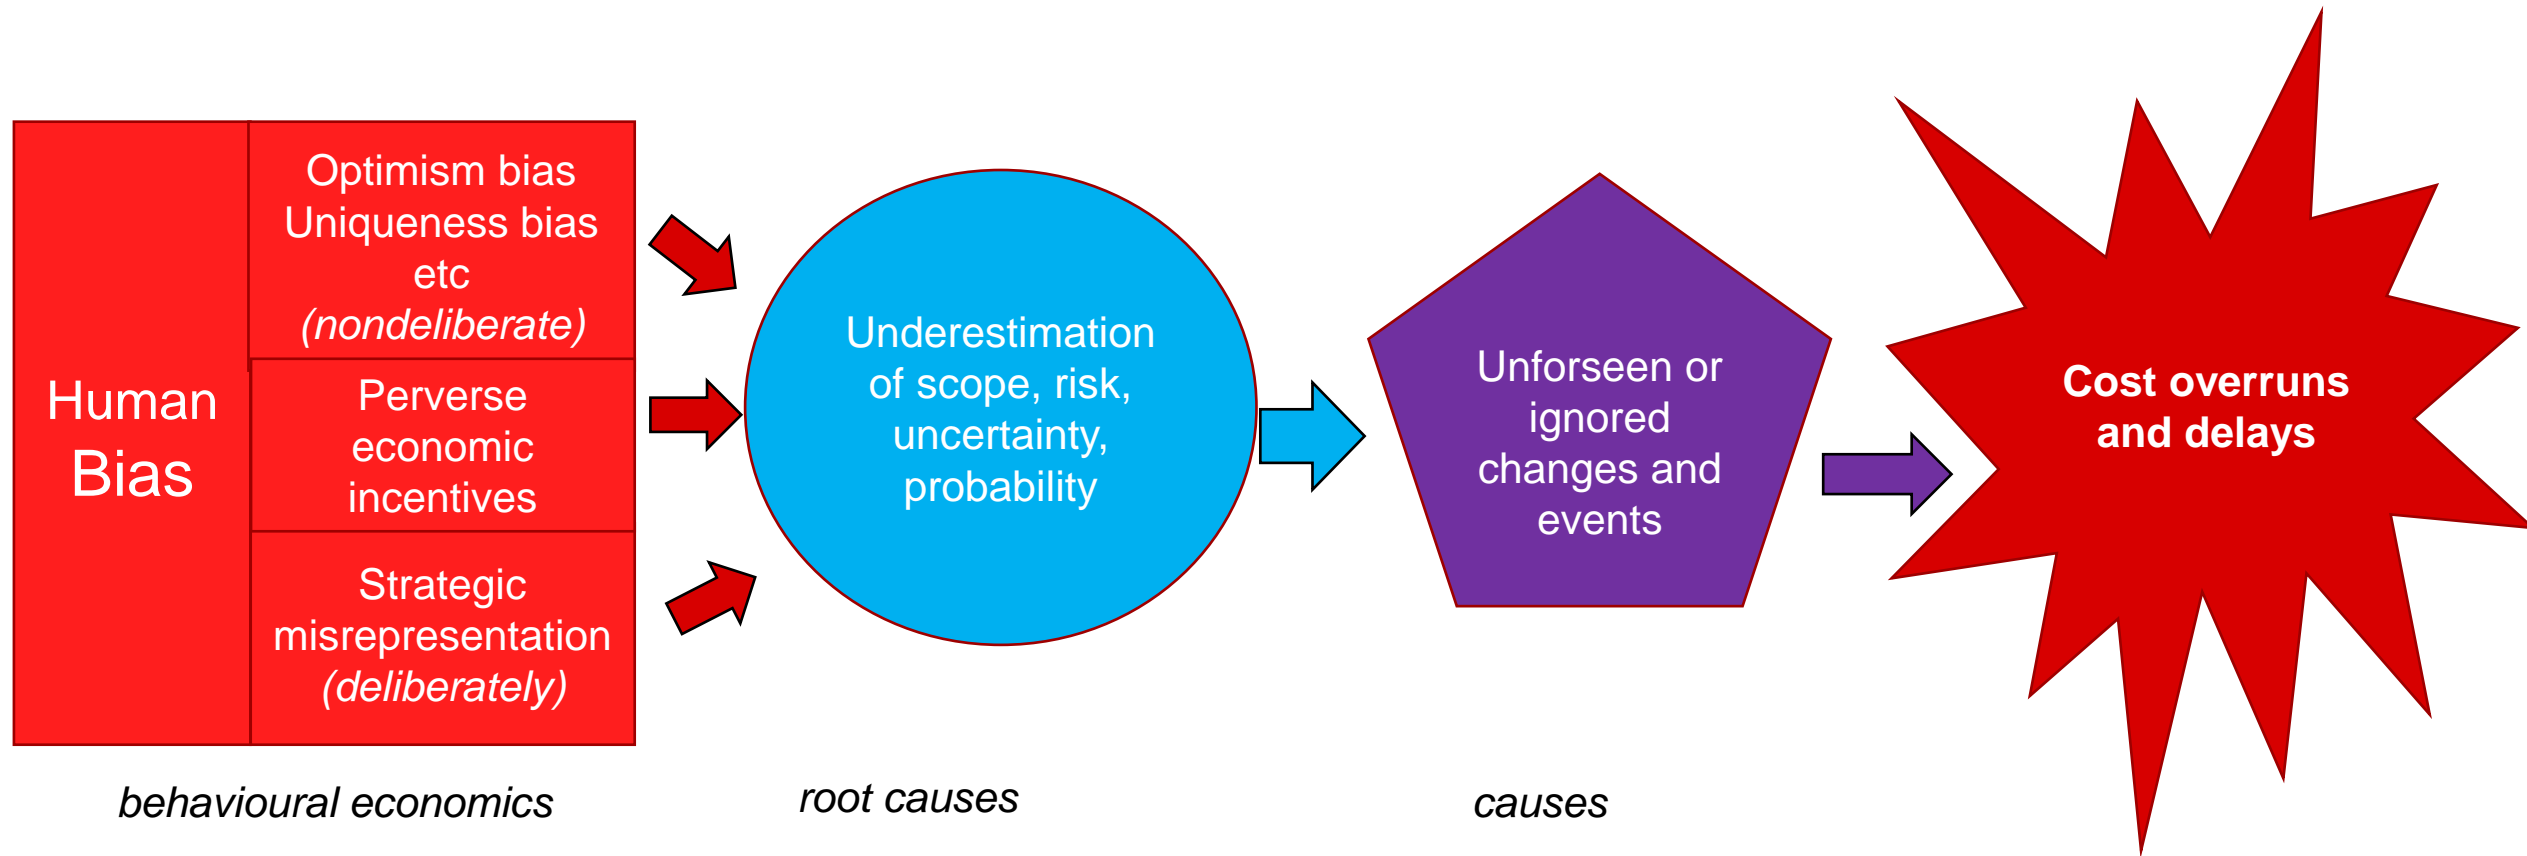 Human
Bias
Optimism bias
Uniqueness bias
etc
(nondeliberate)
Perverse
economic
incentives
Strategic
misrepresentation
(deliberately)
behavioural economics
Underestimation
of scope, risk,
uncertainty,
probability
root causes
Unforseen or
ignored
changes and
events
causes
Cost overruns
and delays